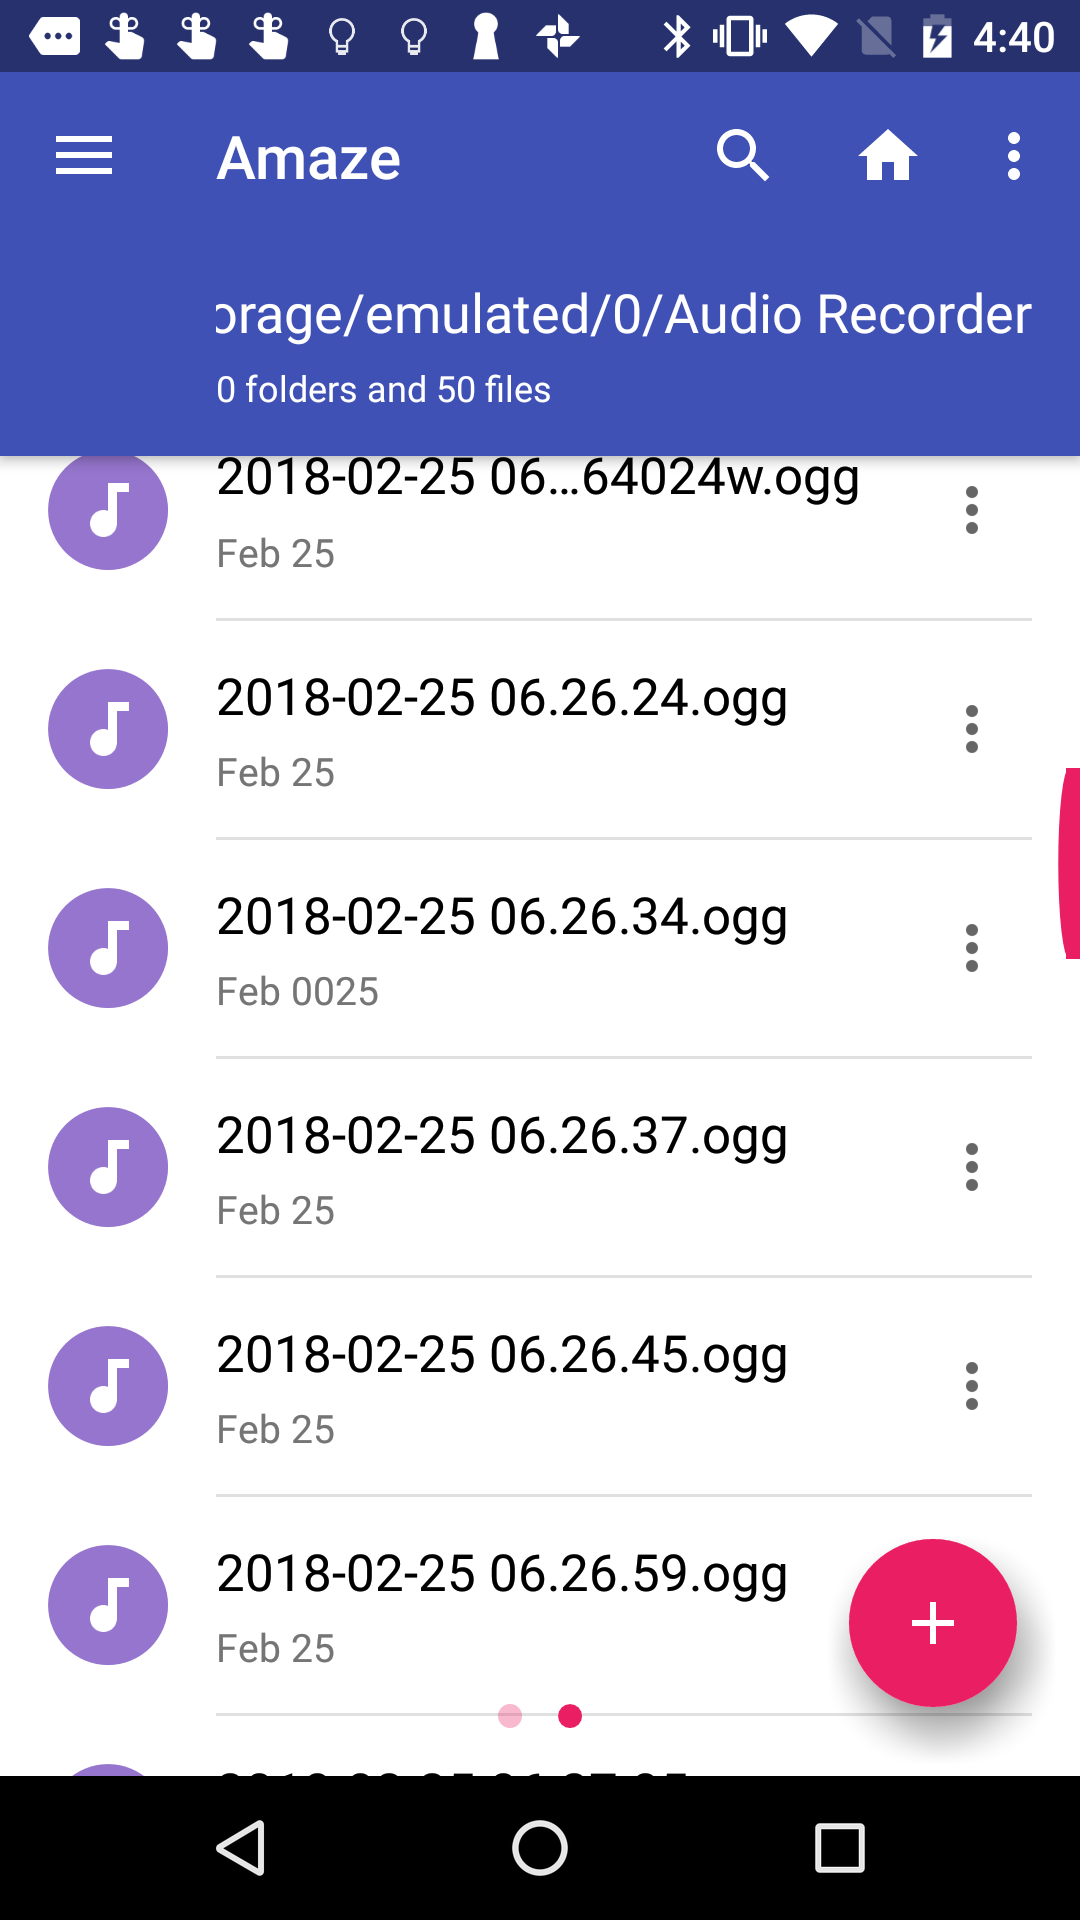 4:40
Amaze
orage/emulated/0/Audio Recorder
0 folders and 50 files
2018-02-25 06...64024w.ogg
Feb 25
2018-02-25 06.26.24.ogg
Feb 25
2018-02-25 06.26.34.ogg
Feb 0025
2018-02-25 06.26.37.ogg
Feb 25
2018-02-25 06.26.45.ogg
Feb 25
2018-02-25 06.26.59.ogg
Feb 25